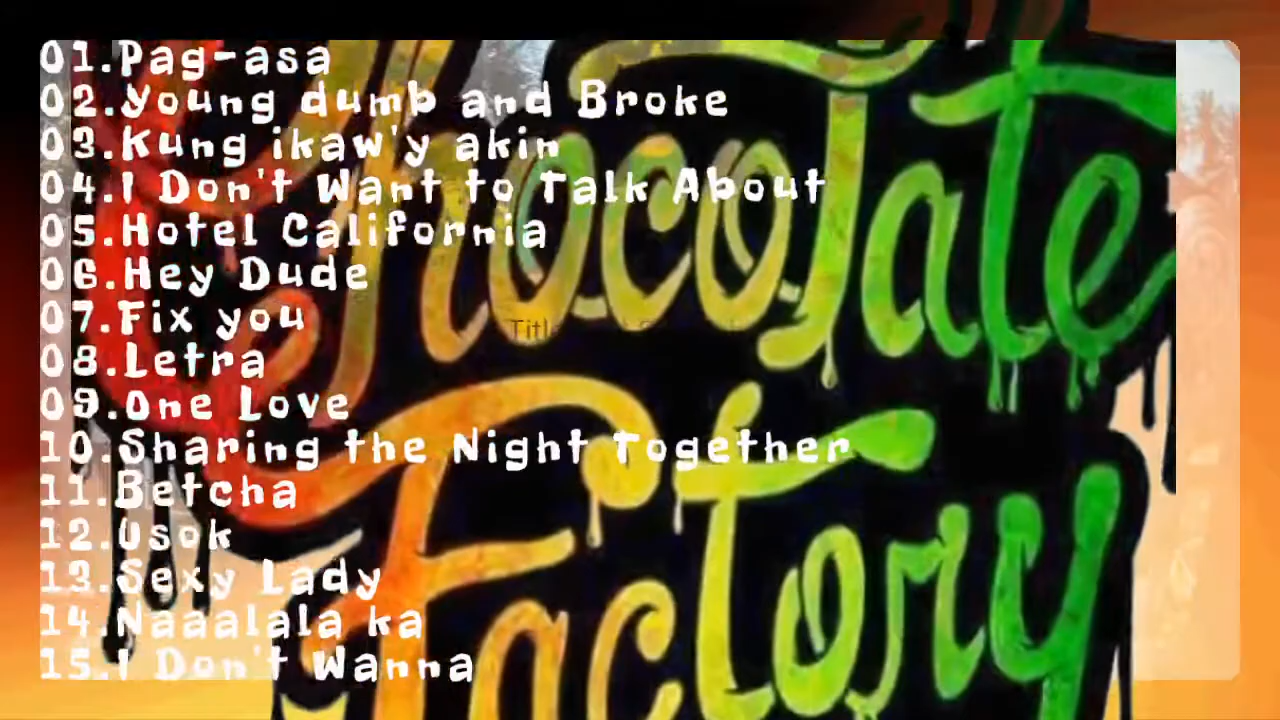 01.Pag-asa
02.Young dumb and Broke
03.Kung ikaw'y akin
04.I Don't Want to Talk About
05.Hotel California
06.Hey Dude
07.Fix you
08.Letra
09.One Love
10.Sharing the Night Together
11.Betcha
12.Usok
13.Sexy Lady
14.Naaalala ka
15.I Don't Wanna
Chocolate
Factory